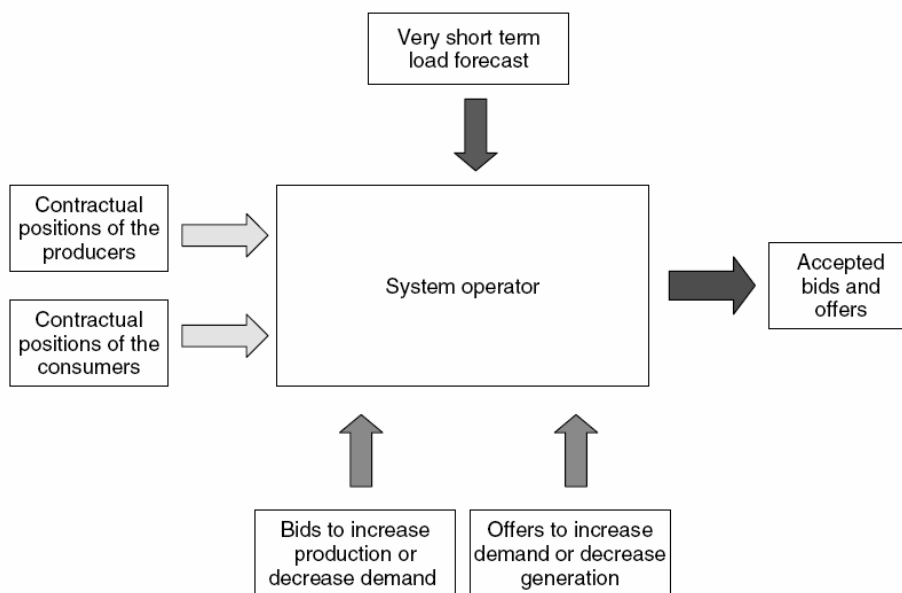 Very short term
load forecast
Contractual
positions of the
producers
System operator
Accepted
bids and
offers
Contractual
positions of the
consumers
Bids to increase
production or
decrease demand
Offers to increase
demand or decrease
generation